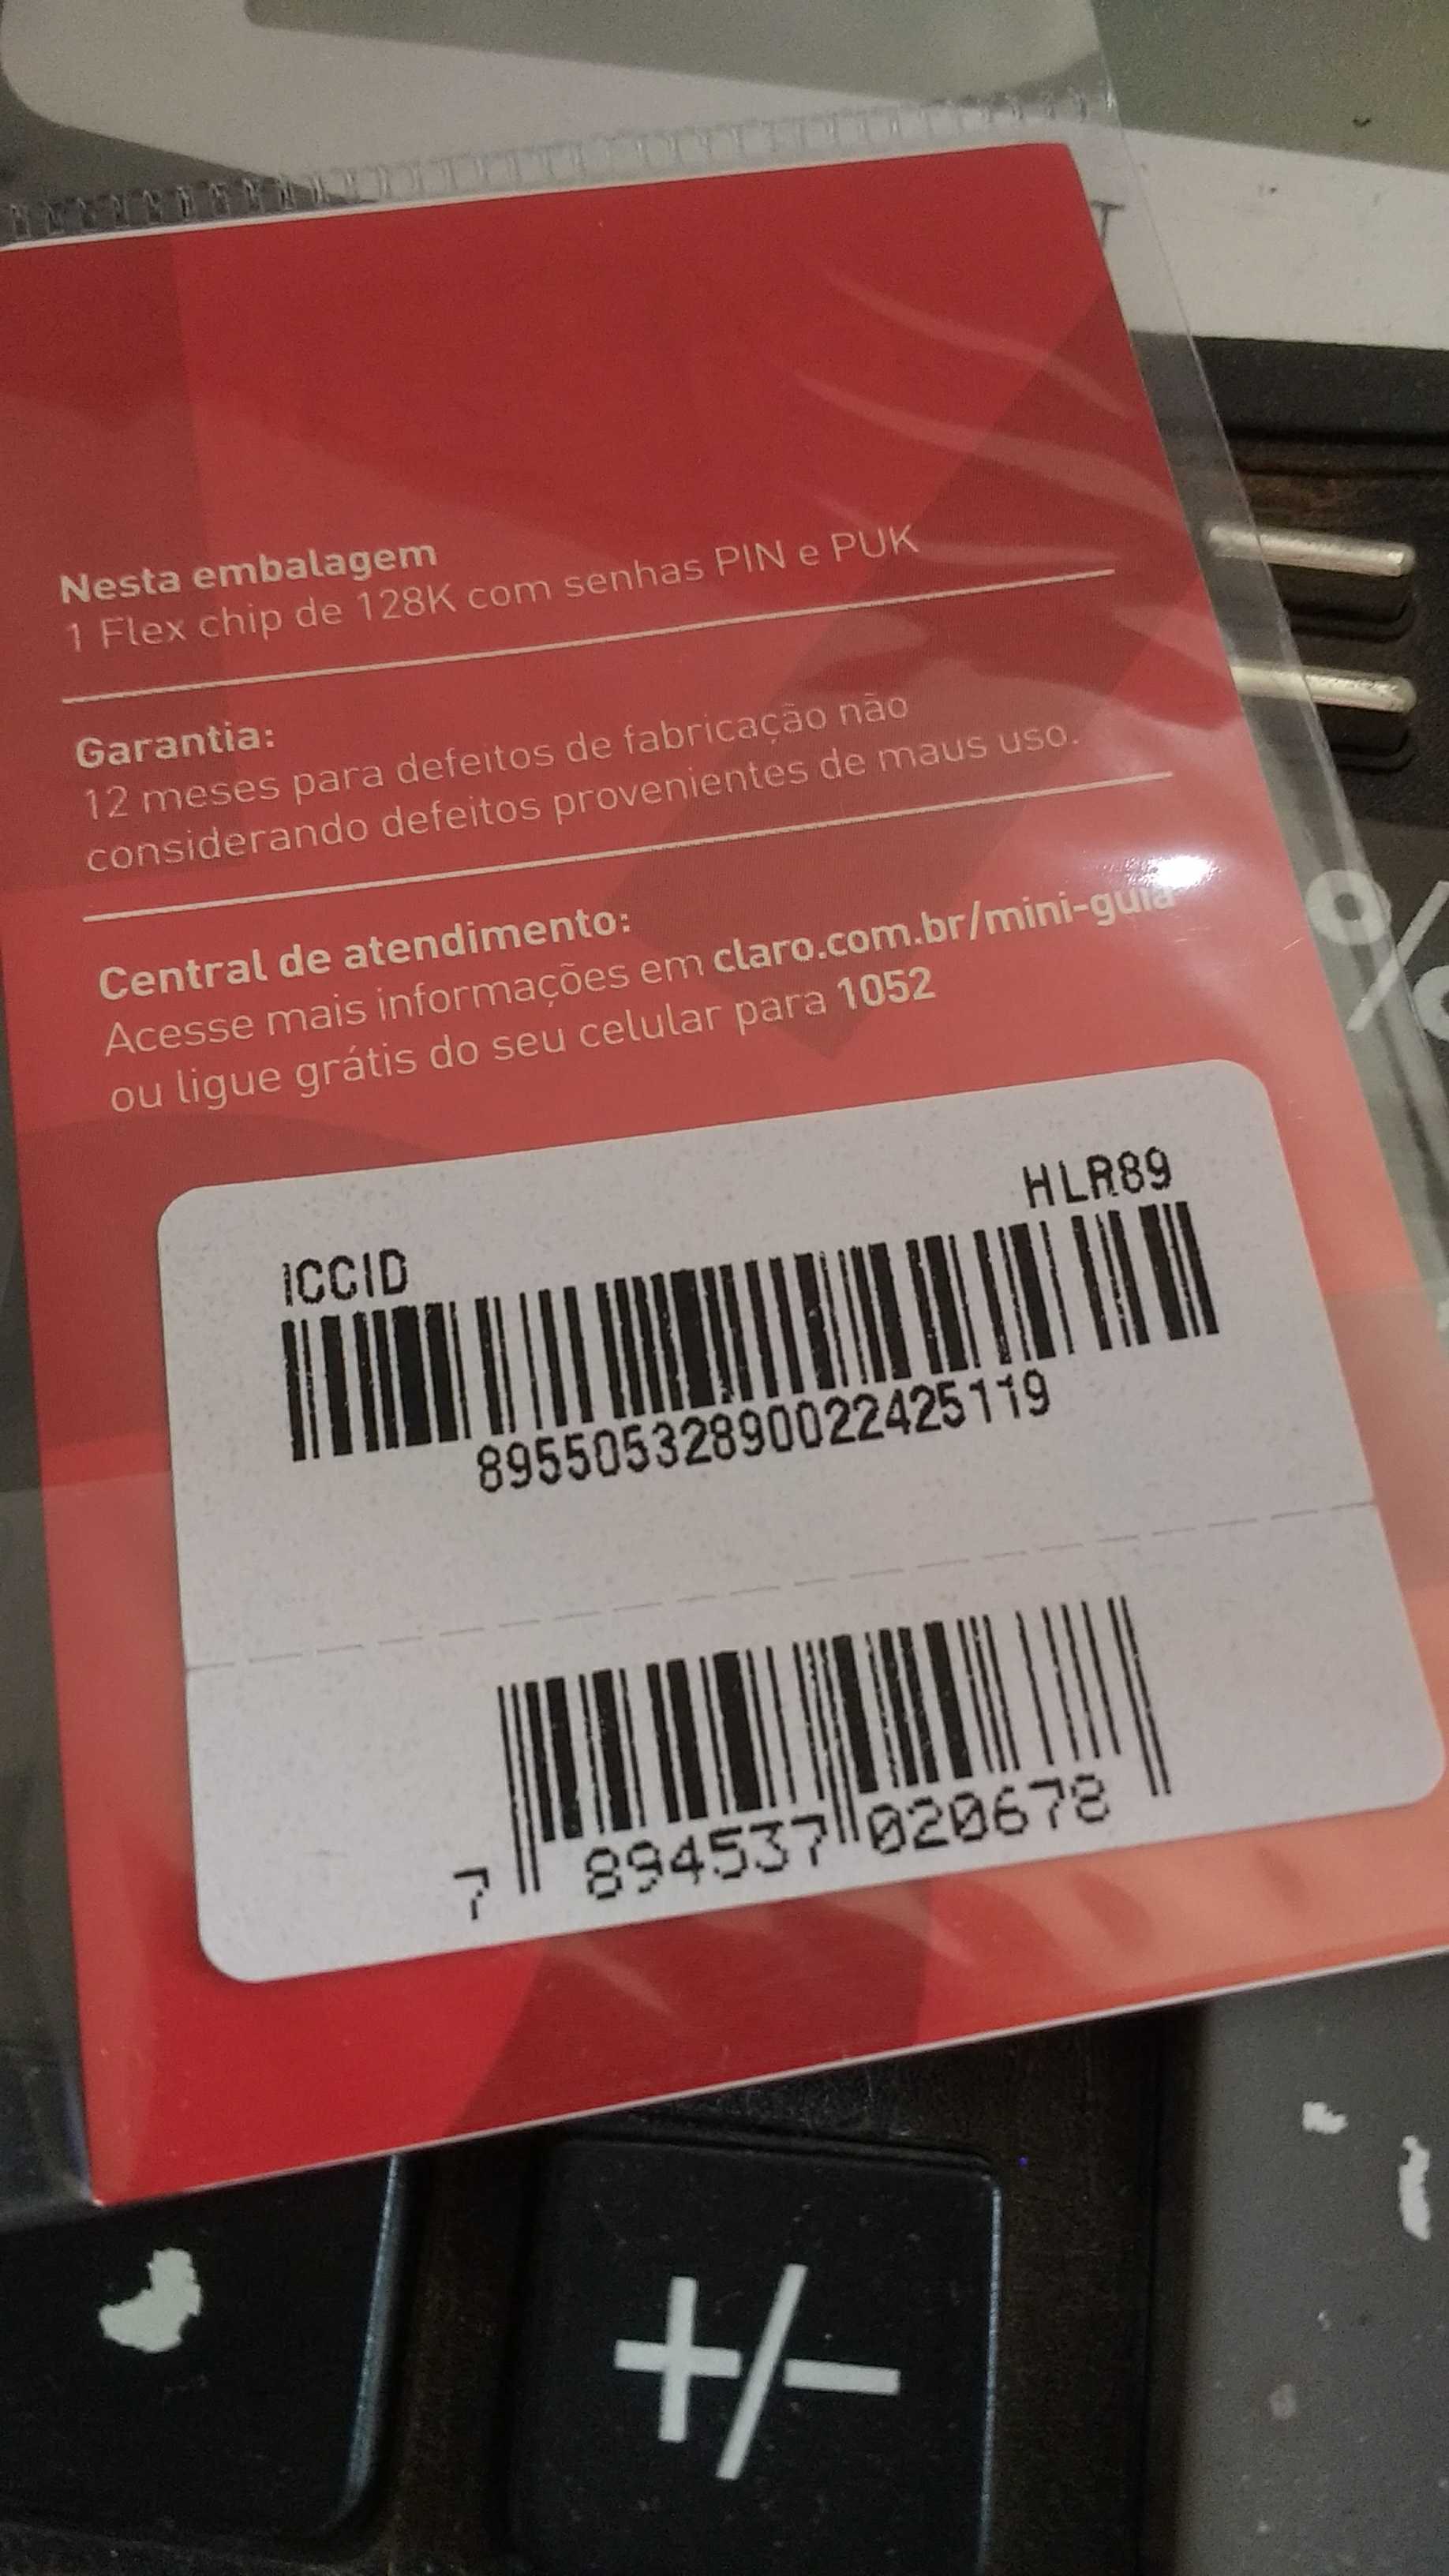 Nesta embalagem
1 Flex chip de 128K com senhas PIN e PUK
Garantia:
12 meses para defeitos de fabricação não
considerando defeitos provenientes de maus uso.
Central de atendimento:
Acesse mais informações em claro.com.br/mini-guia
ou ligue grátis do seu celular para 1052
HLR89
ICCID
89550532890022425119
7 894537 020678
%
+/-